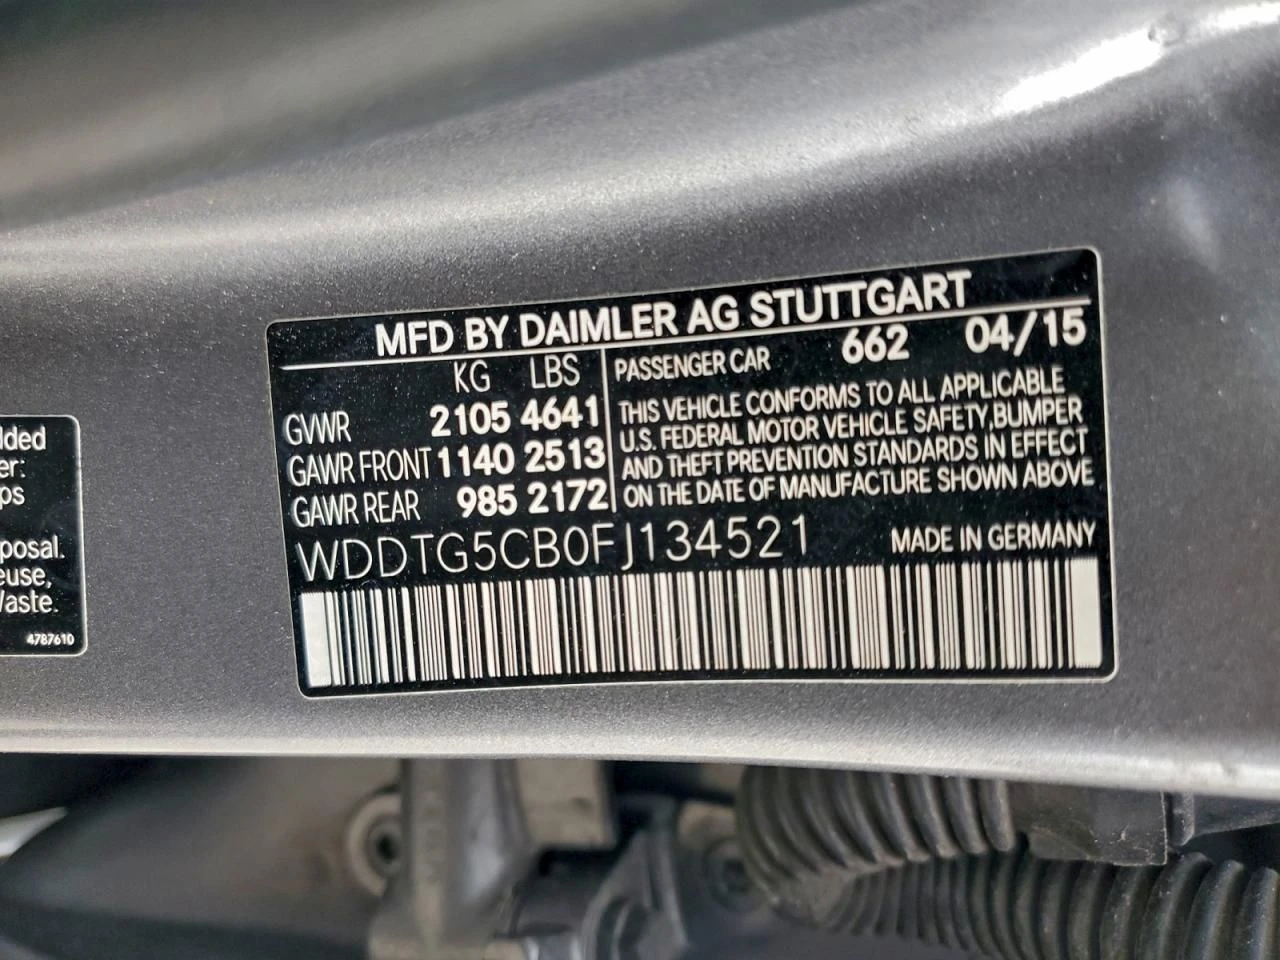 MFD BY DAIMLER AG STUTTGART
KG LBS
GWWR 2105 4641
GAWR FRONT 1140 2513
GAWR REAR 985 2172
PASSENGER CAR 662 04/15
THIS VEHICLE CONFORMS TO ALL APPLICABLE
U.S. FEDERAL MOTOR VEHICLE SAFETY,BUMPER
AND THEFT PREVENTION STANDARDS IN EFFECT
ON THE DATE OF MANUFACTURE SHOWN ABOVE
WDDTG5CB0FJ134521 MADE IN GERMANY
lded
er:
ps
posal.
euse,
Waste.
4787610